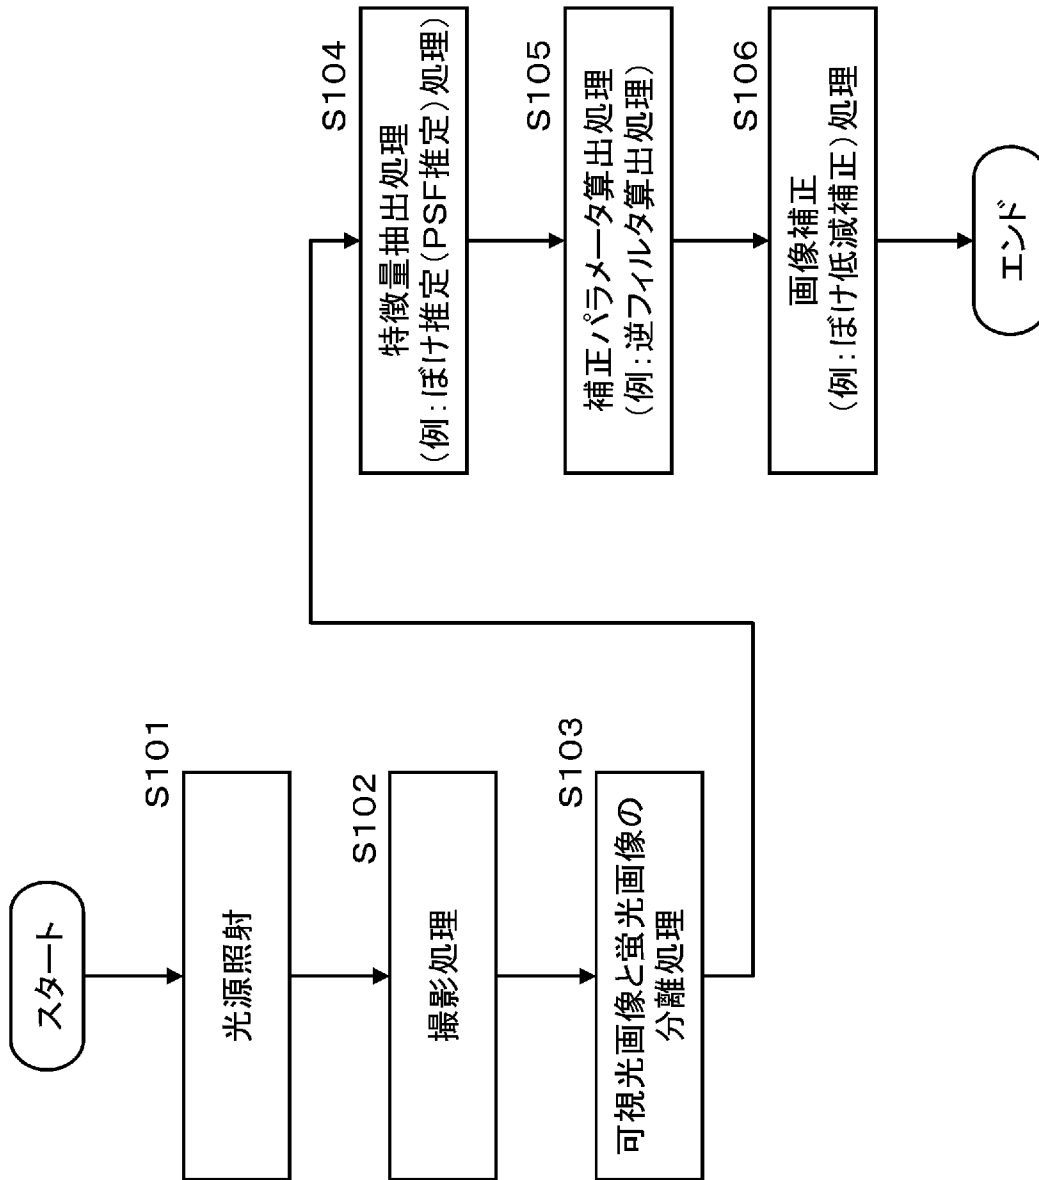 スタート
S101
光源照射
S102
撮影処理
S103
可視光画像と蛍光画像の
分離処理
S104
特徴量抽出処理
(例:ぼけ推定(PSF推定)処理)
S105
補正パラメータ算出処理
(例:逆フィルタ算出処理)
S106
画像補正
(例:ぼけ低減補正)処理
エンド